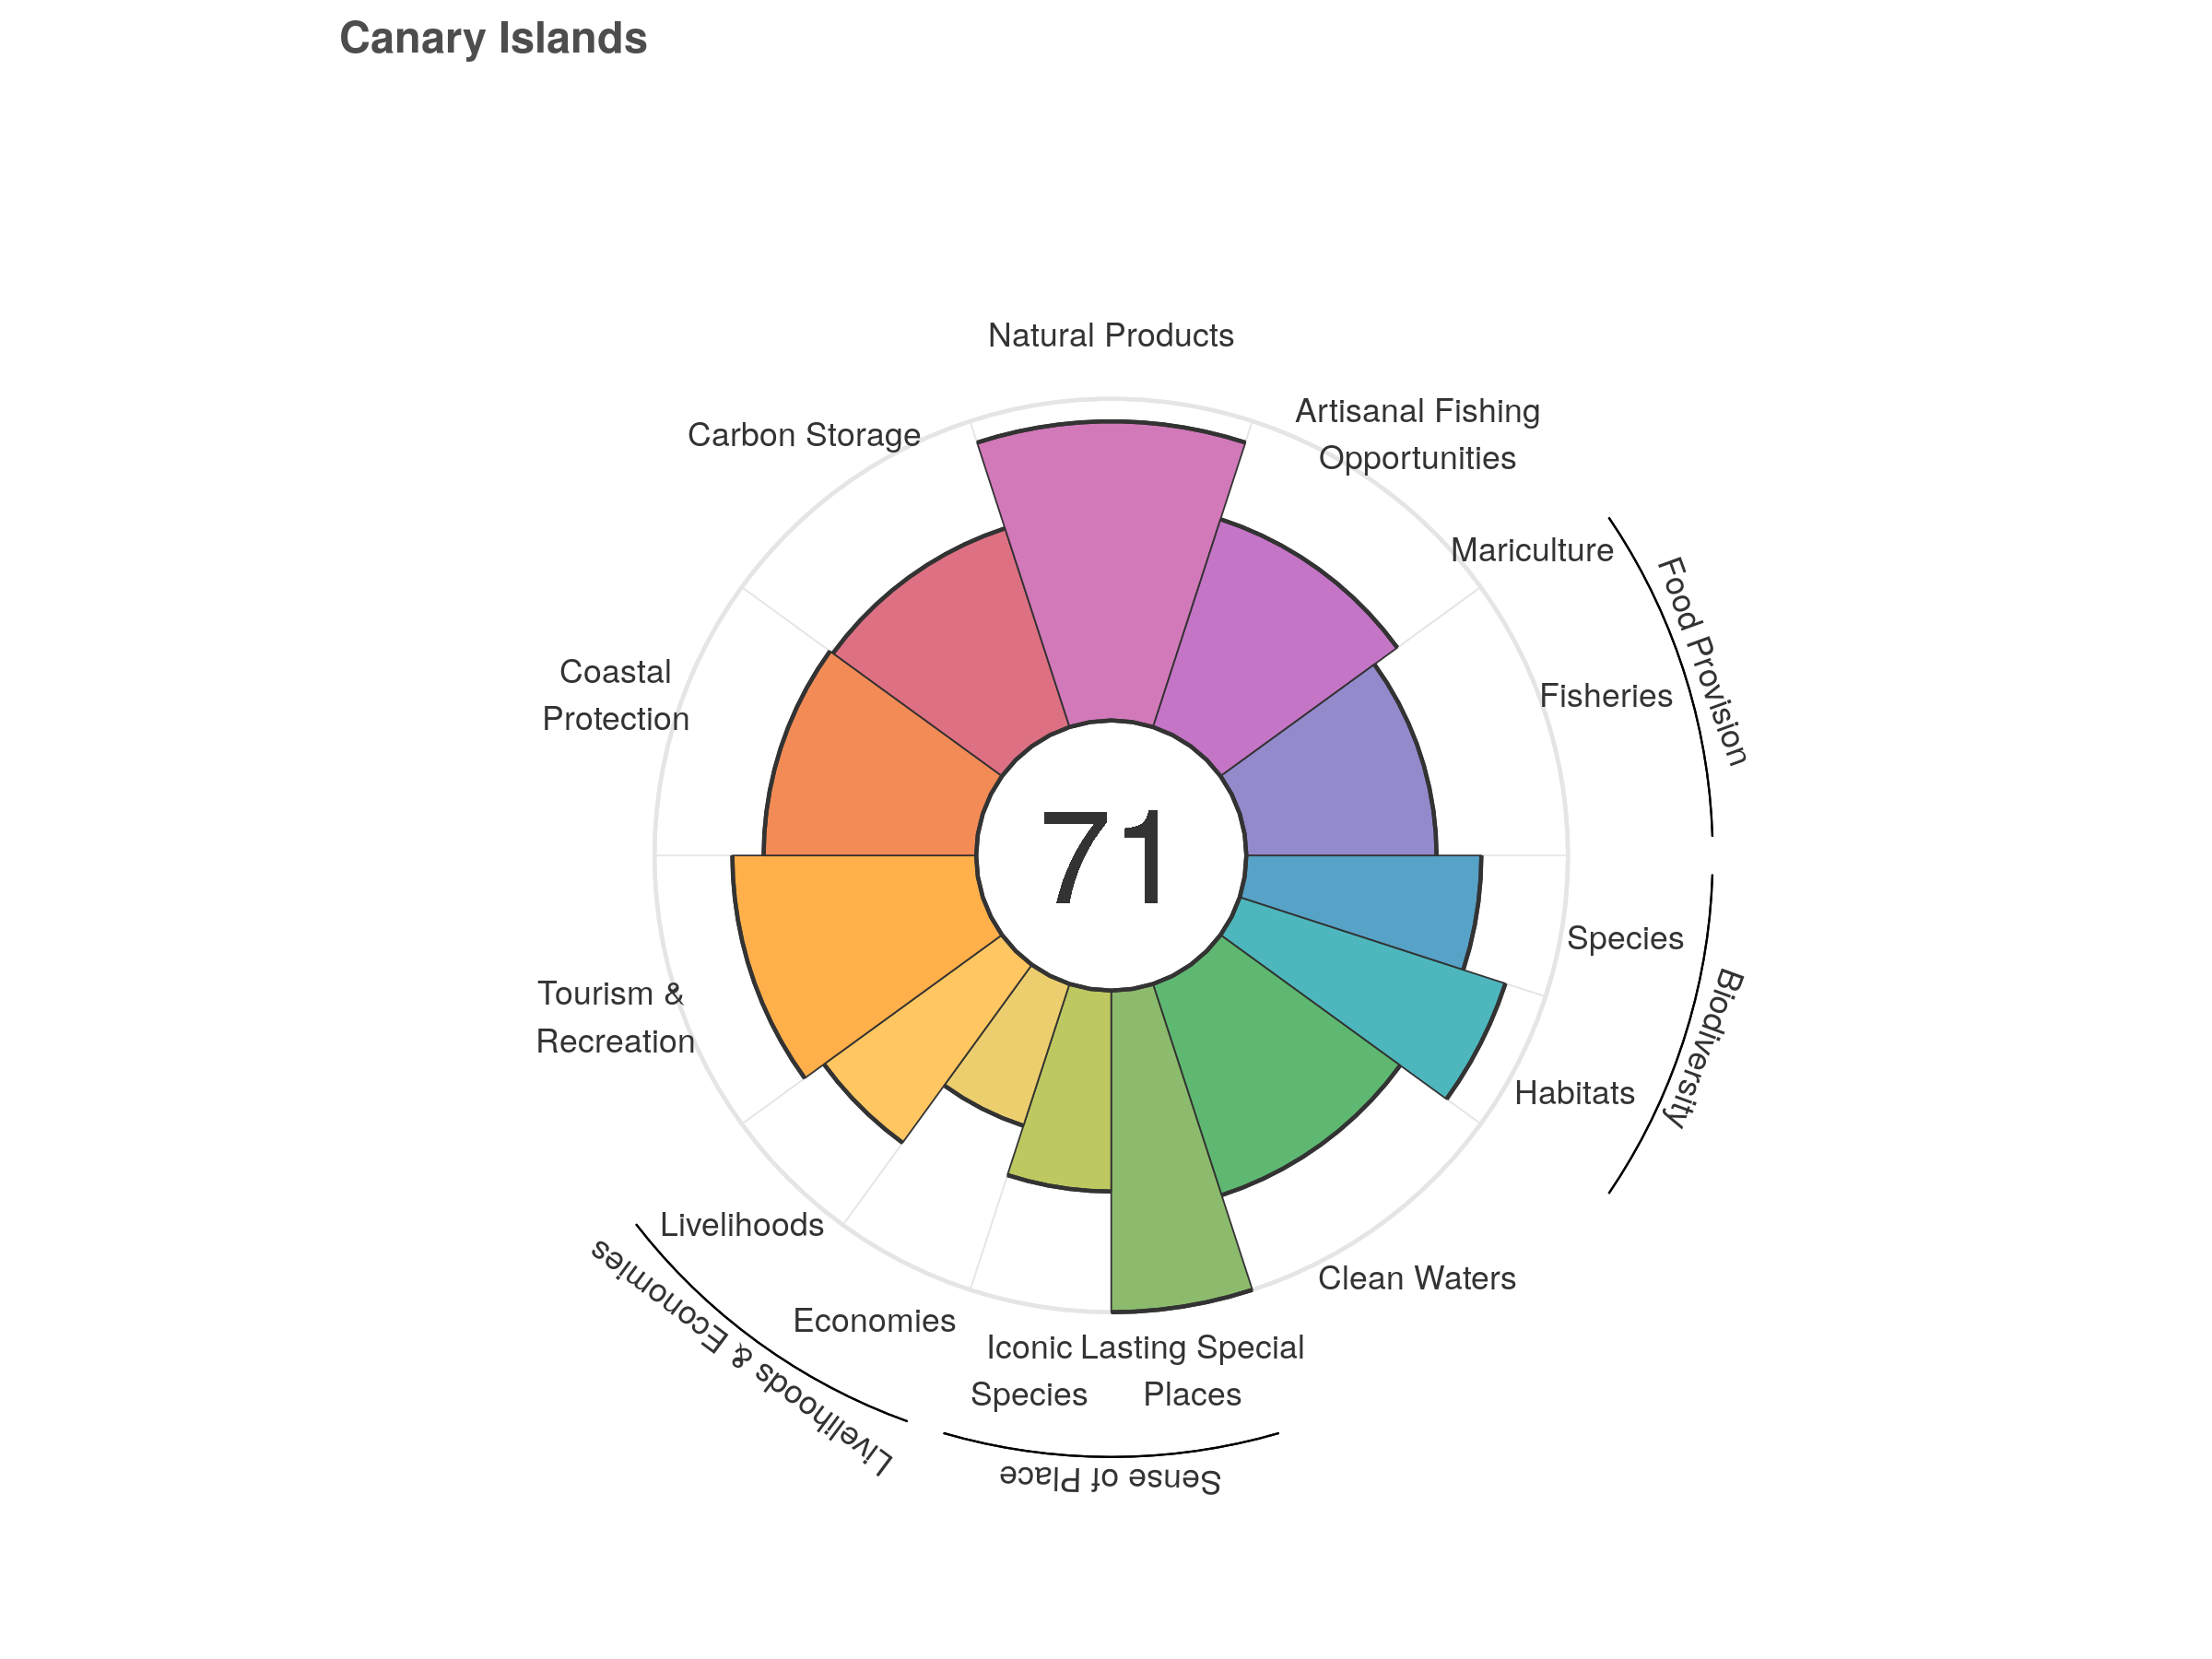 Canary Islands
Natural Products
Artisanal Fishing
Opportunities
Carbon Storage
Mariculture
Food Provision
Fisheries
Coastal
Protection
71
Species
Biodiversity
Tourism &
Recreation
Habitats
Livelihoods
Livelihoods & Economies
Clean Waters
Economies
Iconic
Species
Lasting Special
Places
Sense of Place